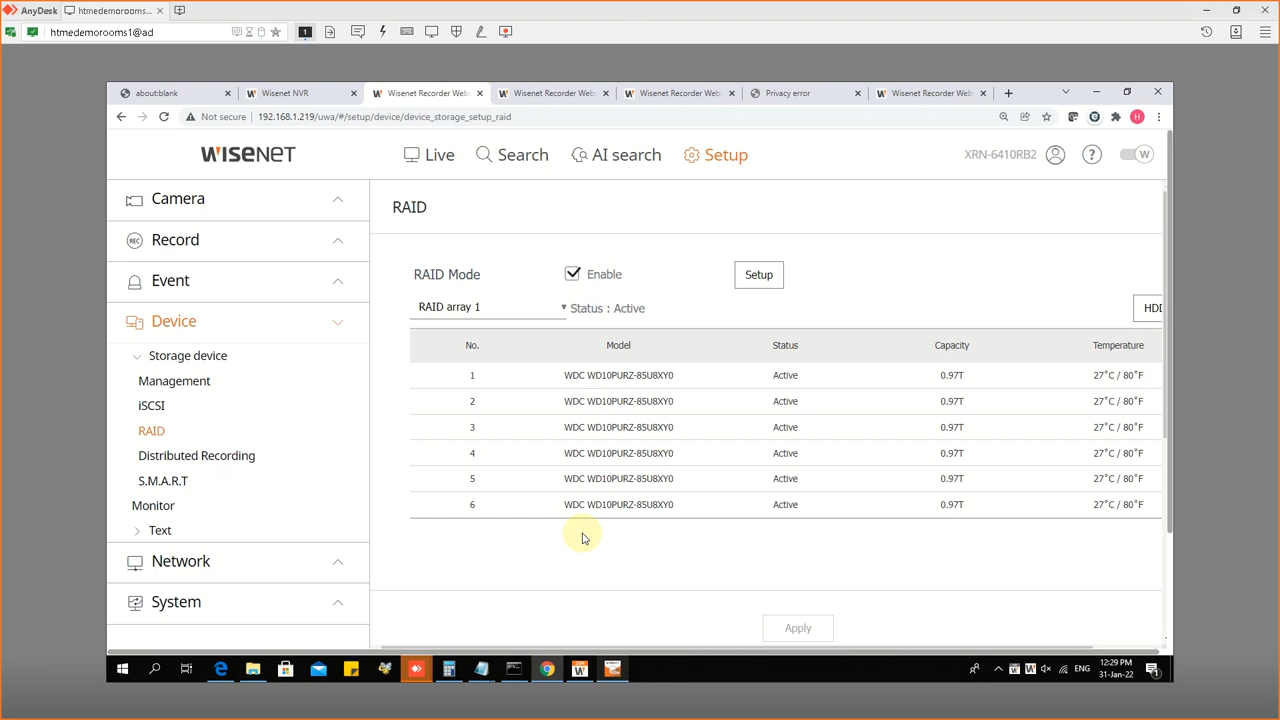 AnyDesk
htmedemorooms...
htmedemorooms1@ad
1
about:blank
Wisenet NVR
Wisenet Recorder Web
Wisenet Recorder Web
Wisenet Recorder Web
Privacy error
Wisenet Recorder Web
Not secure
192.168.1.219/uwa/#/setup/device/device_storage_setup_raid
H
WISENET
Live
Search
AI search
Setup
XRN-6410RB2
?
W
Camera
REC
Record
Event
Device
Storage device
Management
iSCSI
RAID
Distributed Recording
S.M.A.R.T
Monitor
Text
Network
System
RAID
RAID Mode
Enable
Setup
RAID array 1
Status : Active
HDD
No. Model Status Capacity Temperature
1 WDC WD10PURZ-85U8XY0 Active 0.97T 27°C / 80°F
2 WDC WD10PURZ-85U8XY0 Active 0.97T 27°C / 80°F
3 WDC WD10PURZ-85U8XY0 Active 0.97T 27°C / 80°F
4 WDC WD10PURZ-85U8XY0 Active 0.97T 27°C / 80°F
5 WDC WD10PURZ-85U8XY0 Active 0.97T 27°C / 80°F
6 WDC WD10PURZ-85U8XY0 Active 0.97T 27°C / 80°F
Apply
ENG
12:29 PM
31-Jan-22
1